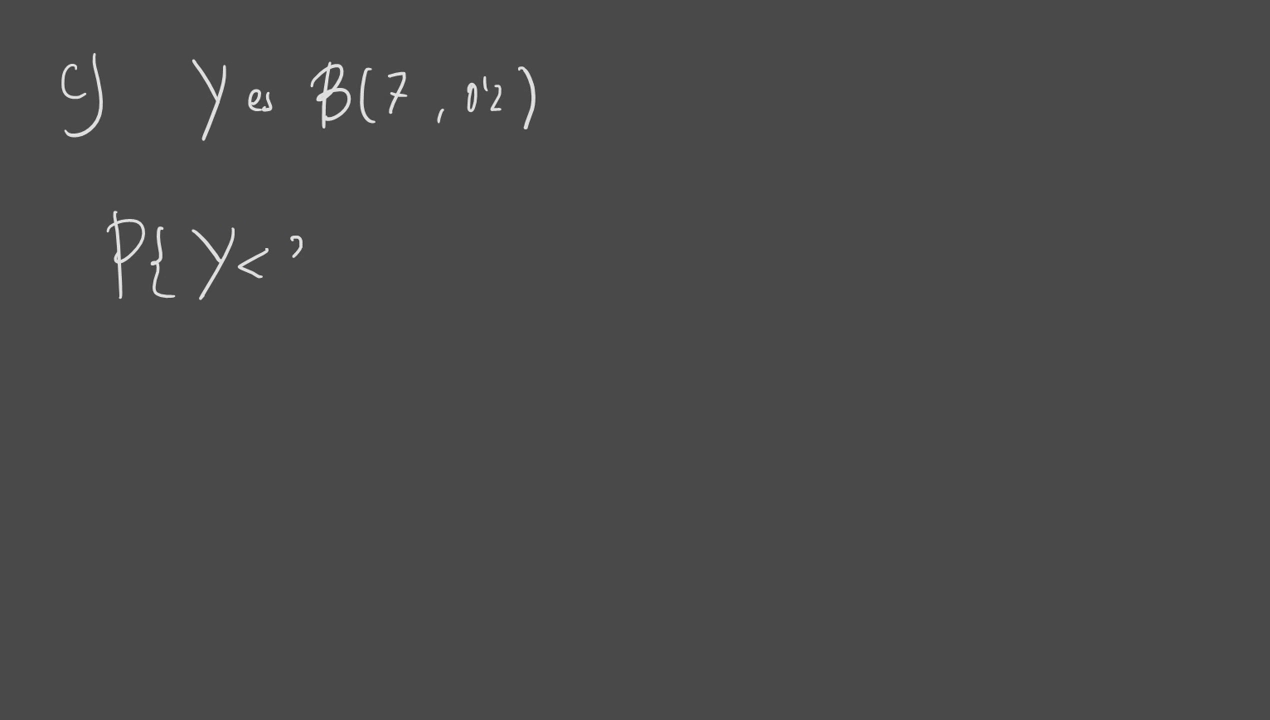 c) Y es B(7, 0'2)
P{ Y <